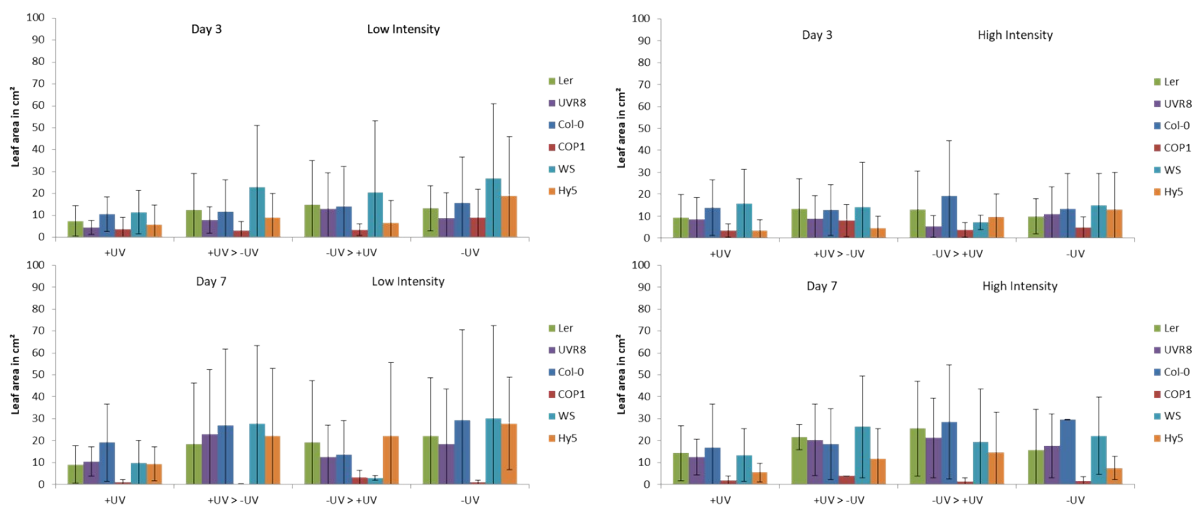 Day 3 Low Intensity
Leaf area in cm²
100
90
80
70
60
50
40
30
20
10
0
+UV +UV > -UV -UV > +UV -UV
Ler
UVR8
Col-0
COP1
WS
Hy5
Day 3 High Intensity
Leaf area in cm²
100
90
80
70
60
50
40
30
20
10
0
+UV +UV > -UV -UV > +UV -UV
Ler
UVR8
Col-0
COP1
WS
Hy5
Day 7 Low Intensity
Leaf area in cm²
100
90
80
70
60
50
40
30
20
10
0
+UV +UV > -UV -UV > +UV -UV
Ler
UVR8
Col-0
COP1
WS
Hy5
Day 7 High Intensity
Leaf area in cm²
100
90
80
70
60
50
40
30
20
10
0
+UV +UV > -UV -UV > +UV -UV
Ler
UVR8
Col-0
COP1
WS
Hy5